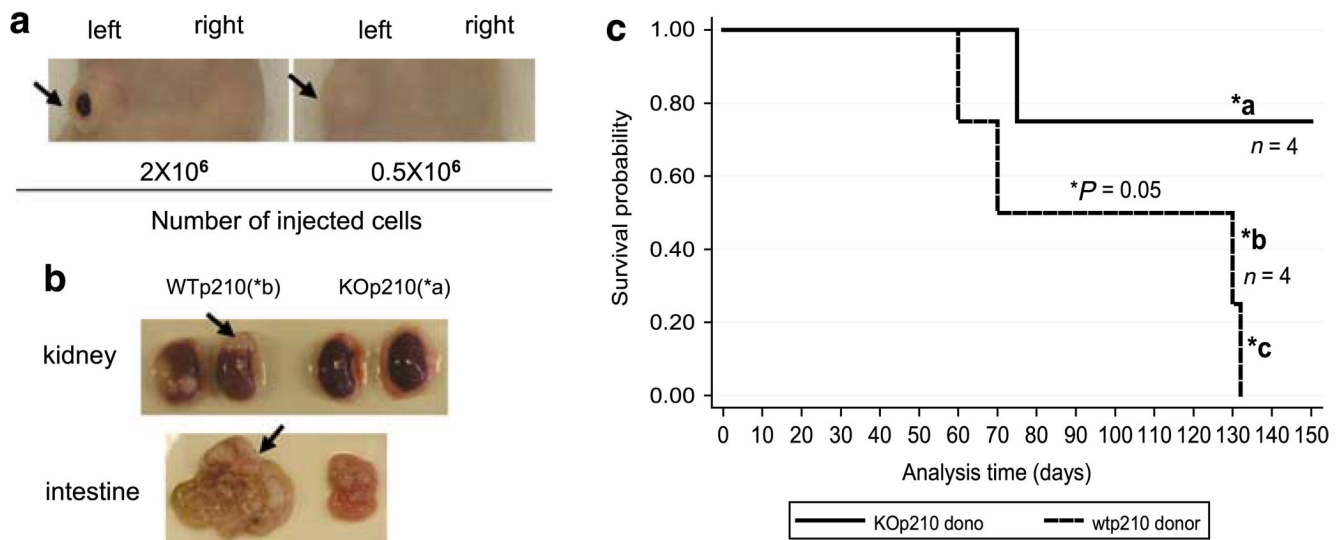 a
left right left right
2X10⁶ 0.5X10⁶
Number of injected cells
b
WTp210(*b) KOp210(*a)
kidney
intestine
c
Survival probability
1.00
0.80
0.60
0.40
0.20
0.00
*a
n = 4
*P = 0.05
*b
n = 4
*c
0 10 20 30 40 50 60 70 80 90 100 110 120 130 140 150
Analysis time (days)
KOp210 dono wtp210 donor